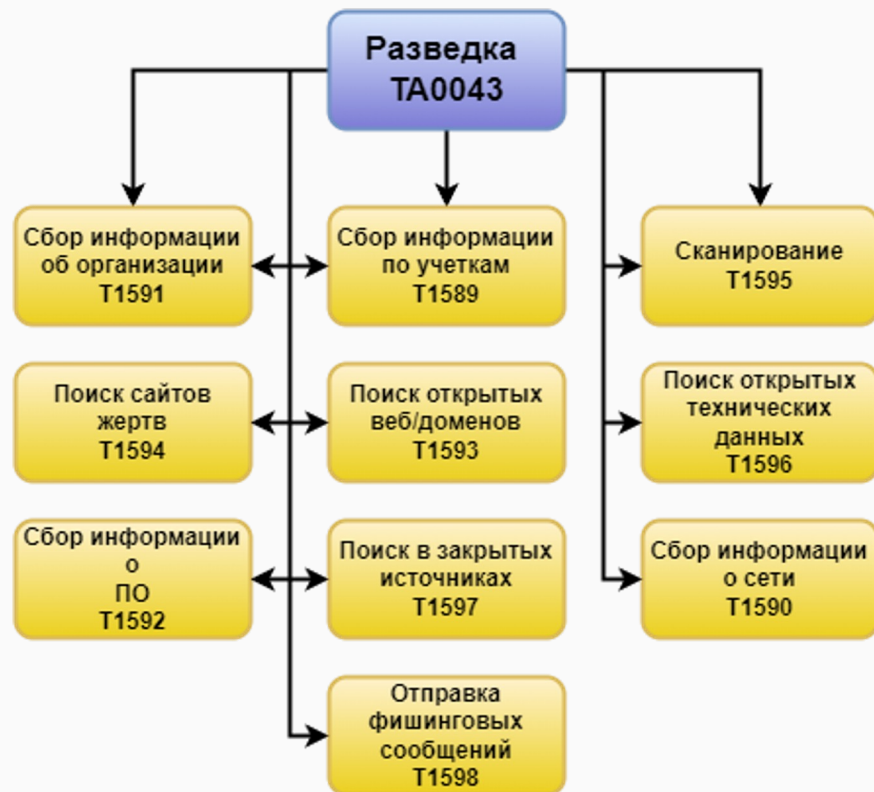 Разведка
TA0043
Сбор информации
об организации
T1591
Сбор информации
по учеткам
T1589
Сканирование
T1595
Поиск сайтов
жертв
T1594
Поиск открытых
веб/доменов
T1593
Поиск открытых
технических
данных
T1596
Сбор информации
о
ПО
T1592
Поиск в закрытых
источниках
T1597
Сбор информации
о сети
T1590
Отправка
фишинговых
сообщений
T1598